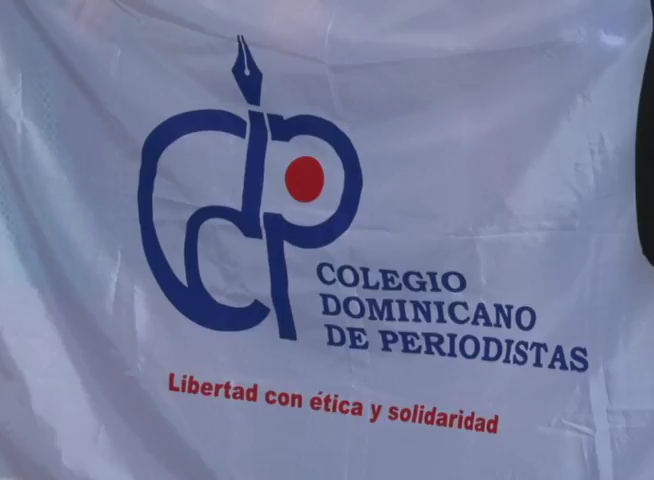 CDP
COLEGIO
DOMINICANO
DE PERIODISTAS
Libertad con ética y solidaridad